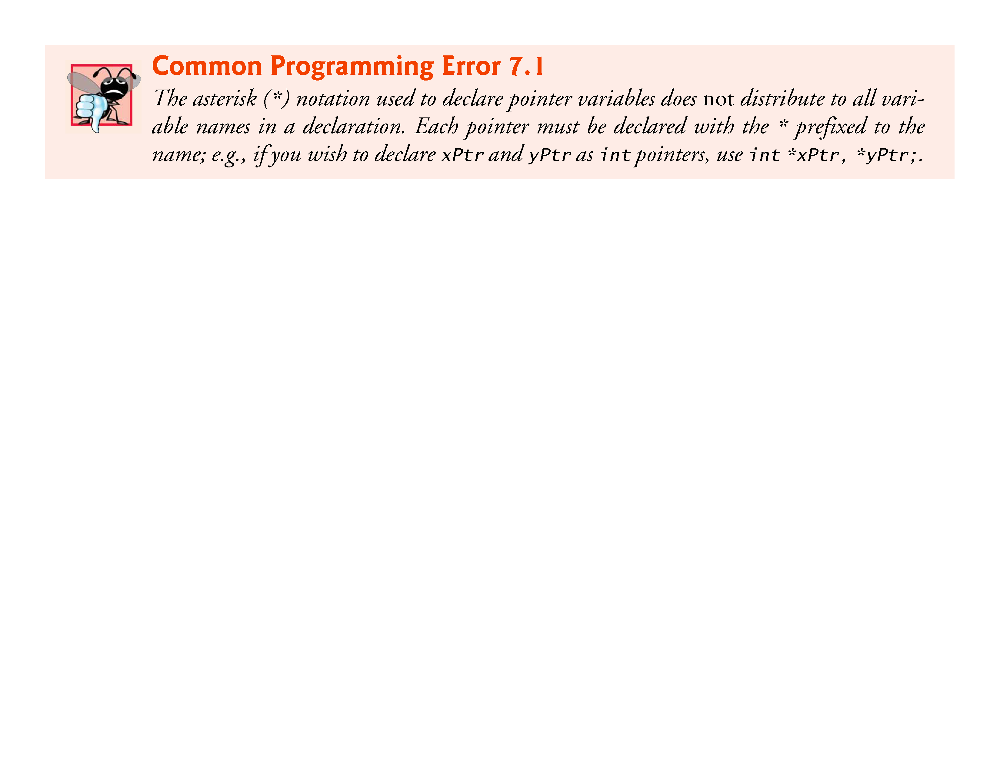 Common Programming Error 7.1
The asterisk (*) notation used to declare pointer variables does not distribute to all vari-
able names in a declaration. Each pointer must be declared with the * prefixed to the
name; e.g., if you wish to declare xPtr and yPtr as int pointers, use int *xPtr, *yPtr;.